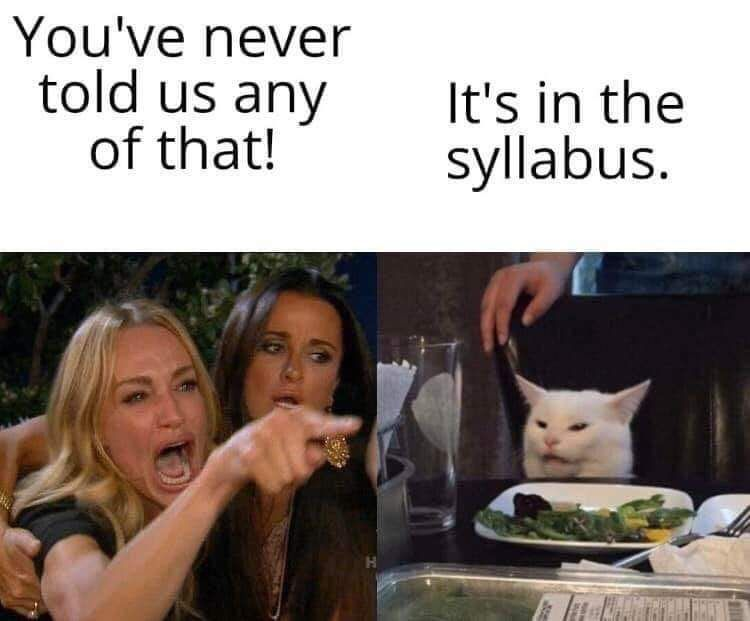 You've never
told us any
of that!
It's in the
syllabus.
H